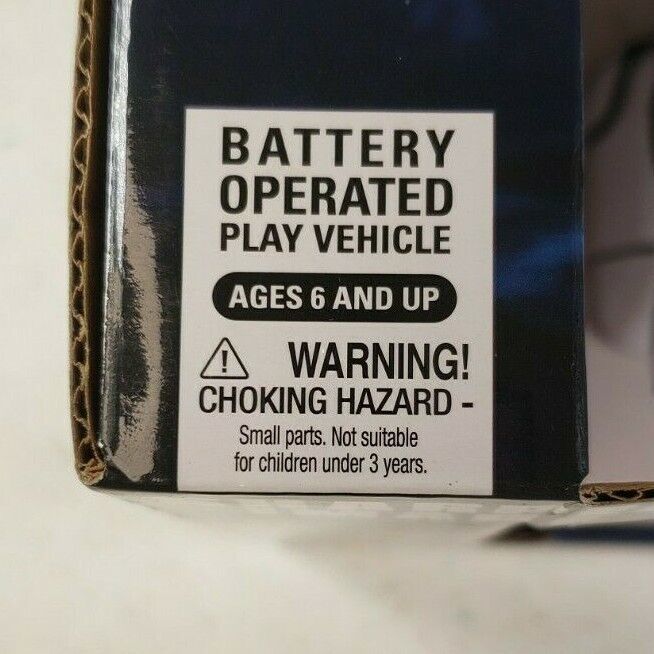 BATTERY
OPERATED
PLAY VEHICLE
AGES 6 AND UP
WARNING!
CHOKING HAZARD -
Small parts. Not suitable
for children under 3 years.